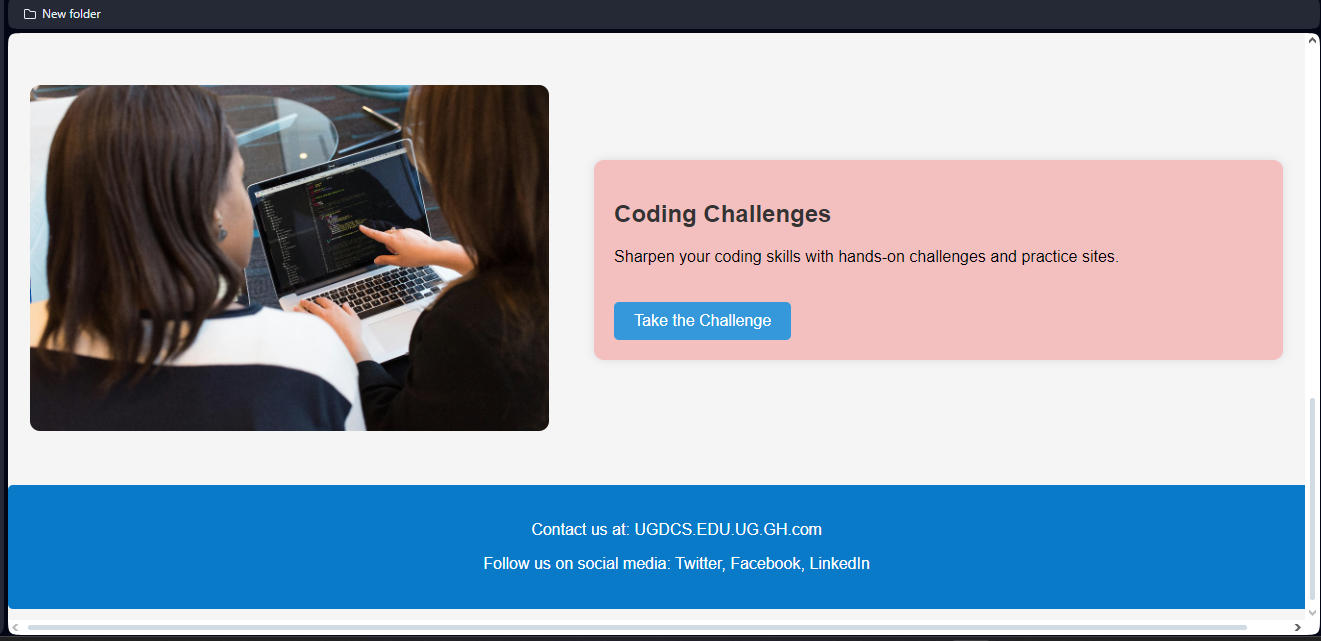 New folder
Coding Challenges
Sharpen your coding skills with hands-on challenges and practice sites.
Take the Challenge
Contact us at: UGDCS.EDU.UG.GH.com
Follow us on social media: Twitter, Facebook, LinkedIn